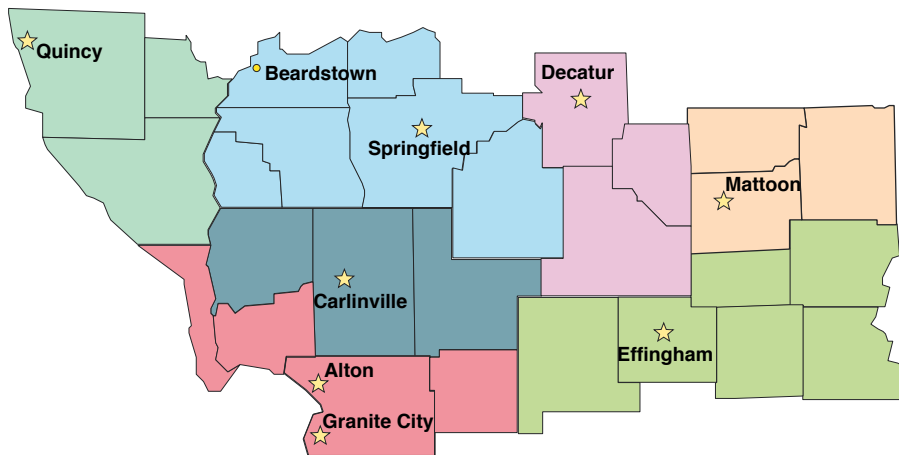 Quincy
Beardstown
Decatur
Springfield
Mattoon
Carlinville
Effingham
Alton
Granite City